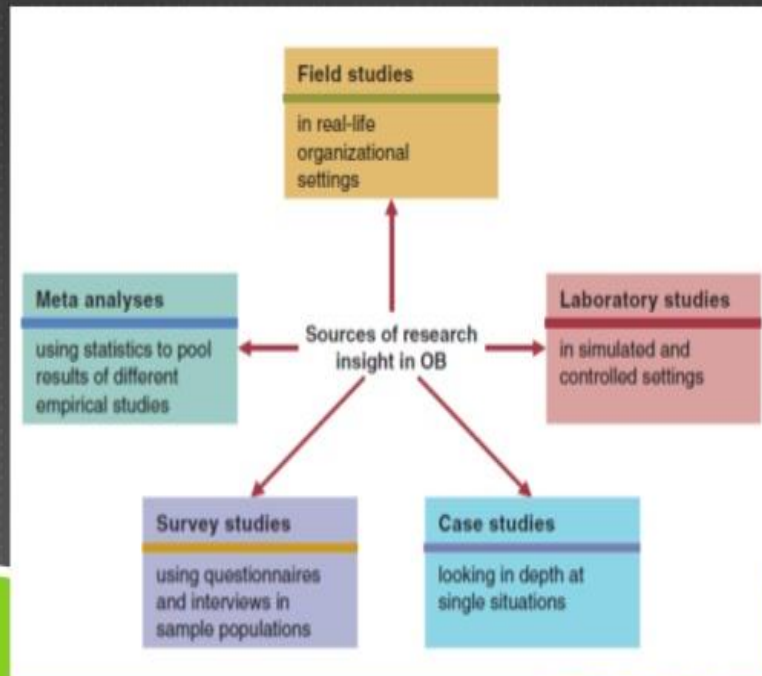 Field studies
in real-life
organizational
settings
Meta analyses
using statistics to pool
results of different
empirical studies
Sources of research
insight in OB
Laboratory studies
in simulated and
controlled settings
Survey studies
using questionnaires
and interviews in
sample populations
Case studies
looking in depth at
single situations